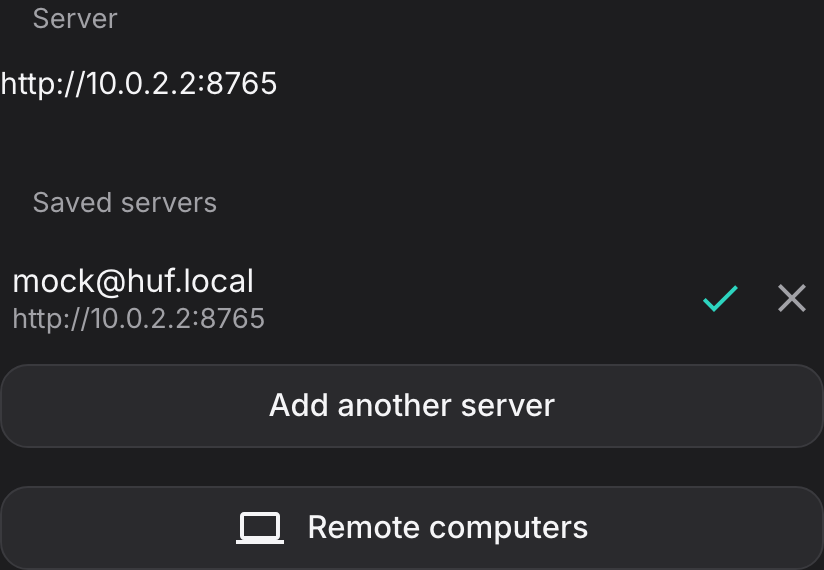 Server
http://10.0.2.2:8765
Saved servers
mock@huf.local
http://10.0.2.2:8765
Add another server
Remote computers